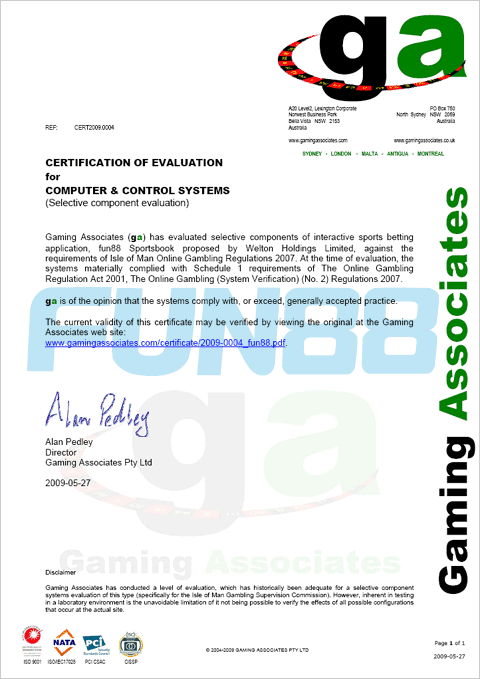 ga
A20 Level2, Lexington Corporate
Norwest Business Park
Bella Vista NSW 2153
Australia
PO Box 750
North Sydney NSW 2059
Australia
www.gamingassociates.com www.gamingassociates.co.uk
SYDNEY - LONDON - MALTA - ANTIGUA - MONTREAL
REF: CERT2009.0004
CERTIFICATION OF EVALUATION
for
COMPUTER & CONTROL SYSTEMS
(Selective component evaluation)
Gaming Associates (ga) has evaluated selective components of interactive sports betting
application, fun88 Sportsbook proposed by Welton Holdings Limited, against the
requirements of Isle of Man Online Gambling Regulations 2007. At the time of evaluation, the
systems materially complied with Schedule 1 requirements of The Online Gambling
Regulation Act 2001, The Online Gambling (System Verification) (No. 2) Regulations 2007.
ga is of the opinion that the systems comply with, or exceed, generally accepted practice.
The current validity of this certificate may be verified by viewing the original at the Gaming
Associates web site:
www.gamingassociates.com/certificate/2009-0004_fun88.pdf.
FUN88
Alan Pedley
Alan Pedley
Director
Gaming Associates Pty Ltd
2009-05-27
ga
Gaming Associates
Gaming Associates
Disclaimer
Gaming Associates has conducted a level of evaluation, which has historically been adequate for a selective component
systems evaluation of this type (specifically for the Isle of Man Gambling Supervision Commission). However, inherent in testing
in a laboratory environment is the unavoidable limitation of it not being possible to verify the effects of all possible configurations
that occur at the actual site.
NATA
PCI
ISO 9001 ISO/IEC17025 PCI CSAC CISSP
© 2004-2009 GAMING ASSOCIATES PTY LTD
Page 1 of 1
2009-05-27